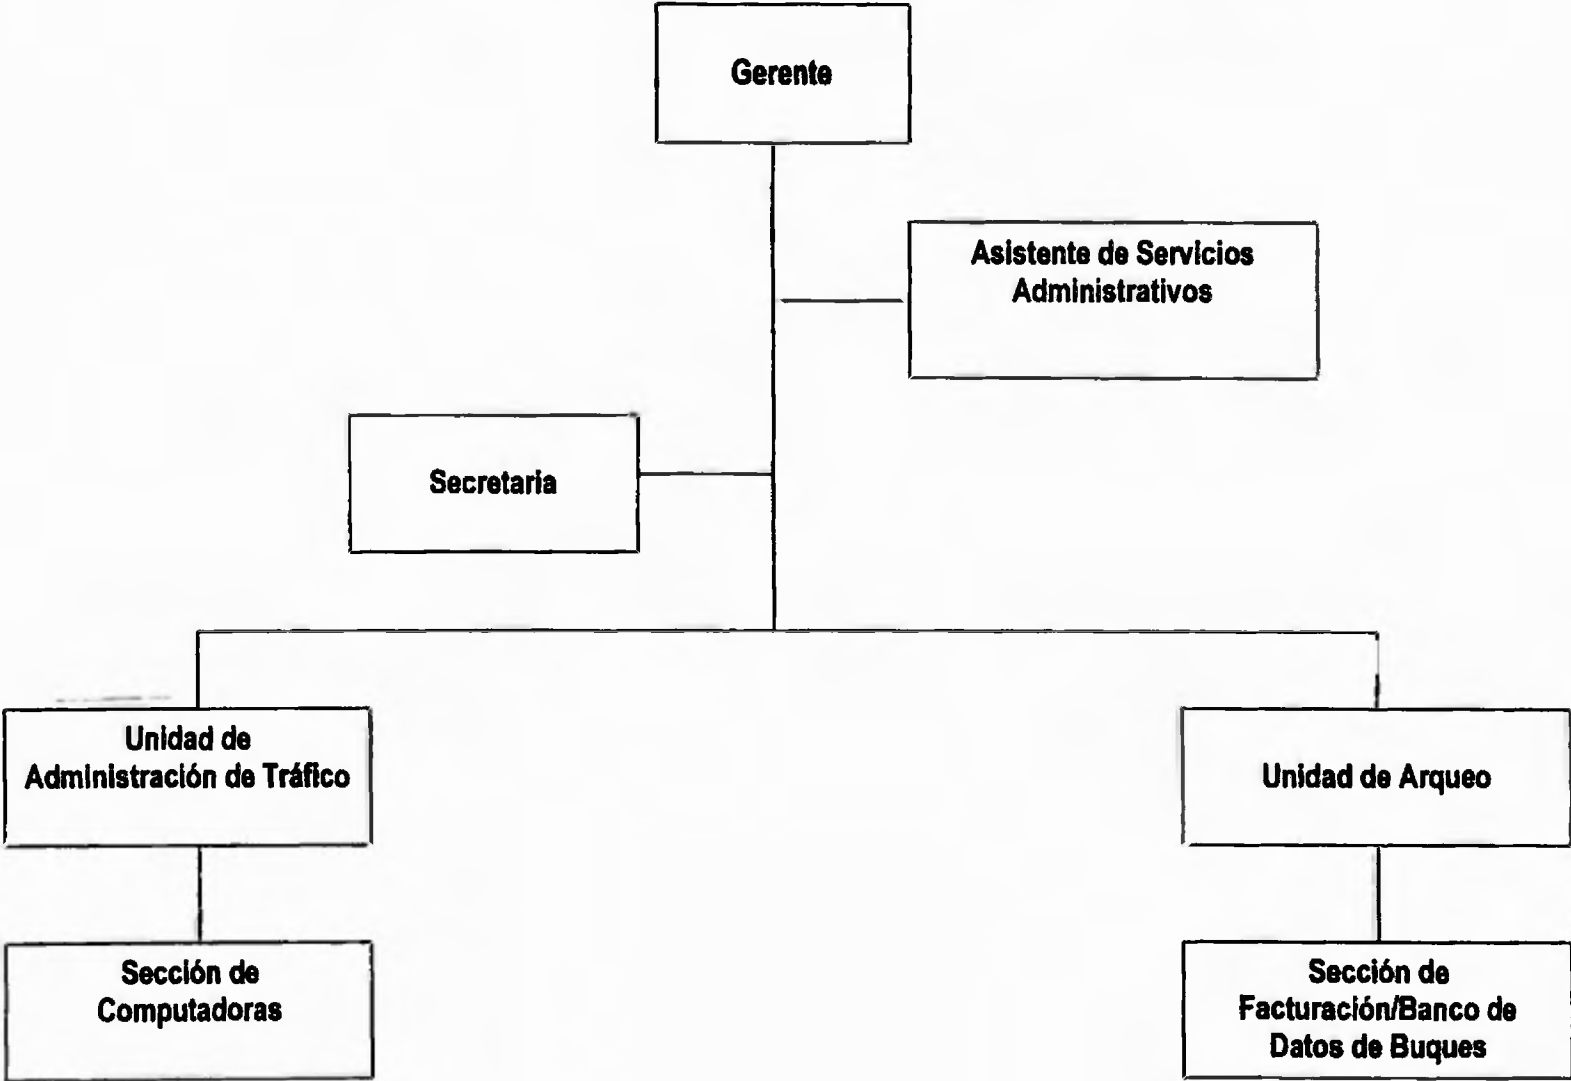 Gerente
Asistente de Servicios
Administrativos
Secretaria
Unidad de
Administración de Tráfico
Unidad de Arqueo
Sección de
Computadoras
Sección de
Facturación/Banco de
Datos de Buques